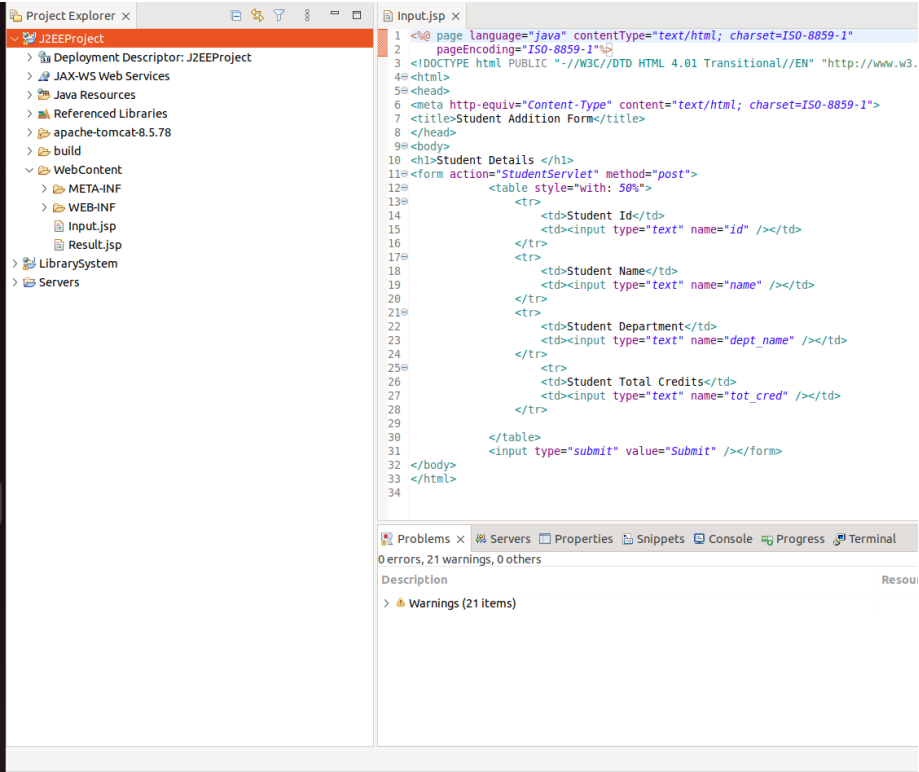 Project Explorer
J2EEProject
Deployment Descriptor: J2EEProject
JAX-WS Web Services
Java Resources
Referenced Libraries
apache-tomcat-8.5.78
build
WebContent
META-INF
WEB-INF
Input.jsp
Result.jsp
LibrarySystem
Servers
Input.jsp
1 <%@ page language="java" contentType="text/html; charset=ISO-8859-1"
2 pageEncoding="ISO-8859-1"%>
3 <!DOCTYPE html PUBLIC "-//W3C//DTD HTML 4.01 Transitional//EN" "http://www.w3.
4 <html>
5 <head>
6 <meta http-equiv="Content-Type" content="text/html; charset=ISO-8859-1">
7 <title>Student Addition Form</title>
8 </head>
9 <body>
10 <h1>Student Details </h1>
11 <form action="StudentServlet" method="post">
12 <table style="with: 50%">
13 <tr>
14 <td>Student Id</td>
15 <td><input type="text" name="id" /></td>
16 </tr>
17 <tr>
18 <td>Student Name</td>
19 <td><input type="text" name="name" /></td>
20 </tr>
21 <tr>
22 <td>Student Department</td>
23 <td><input type="text" name="dept_name" /></td>
24 </tr>
25 <tr>
26 <td>Student Total Credits</td>
27 <td><input type="text" name="tot_cred" /></td>
28 </tr>
29
30 </table>
31 <input type="submit" value="Submit" /></form>
32 </body>
33 </html>
34
Problems Servers Properties Snippets Console Progress Terminal
0 errors, 21 warnings, 0 others
Description Resour
Warnings (21 items)